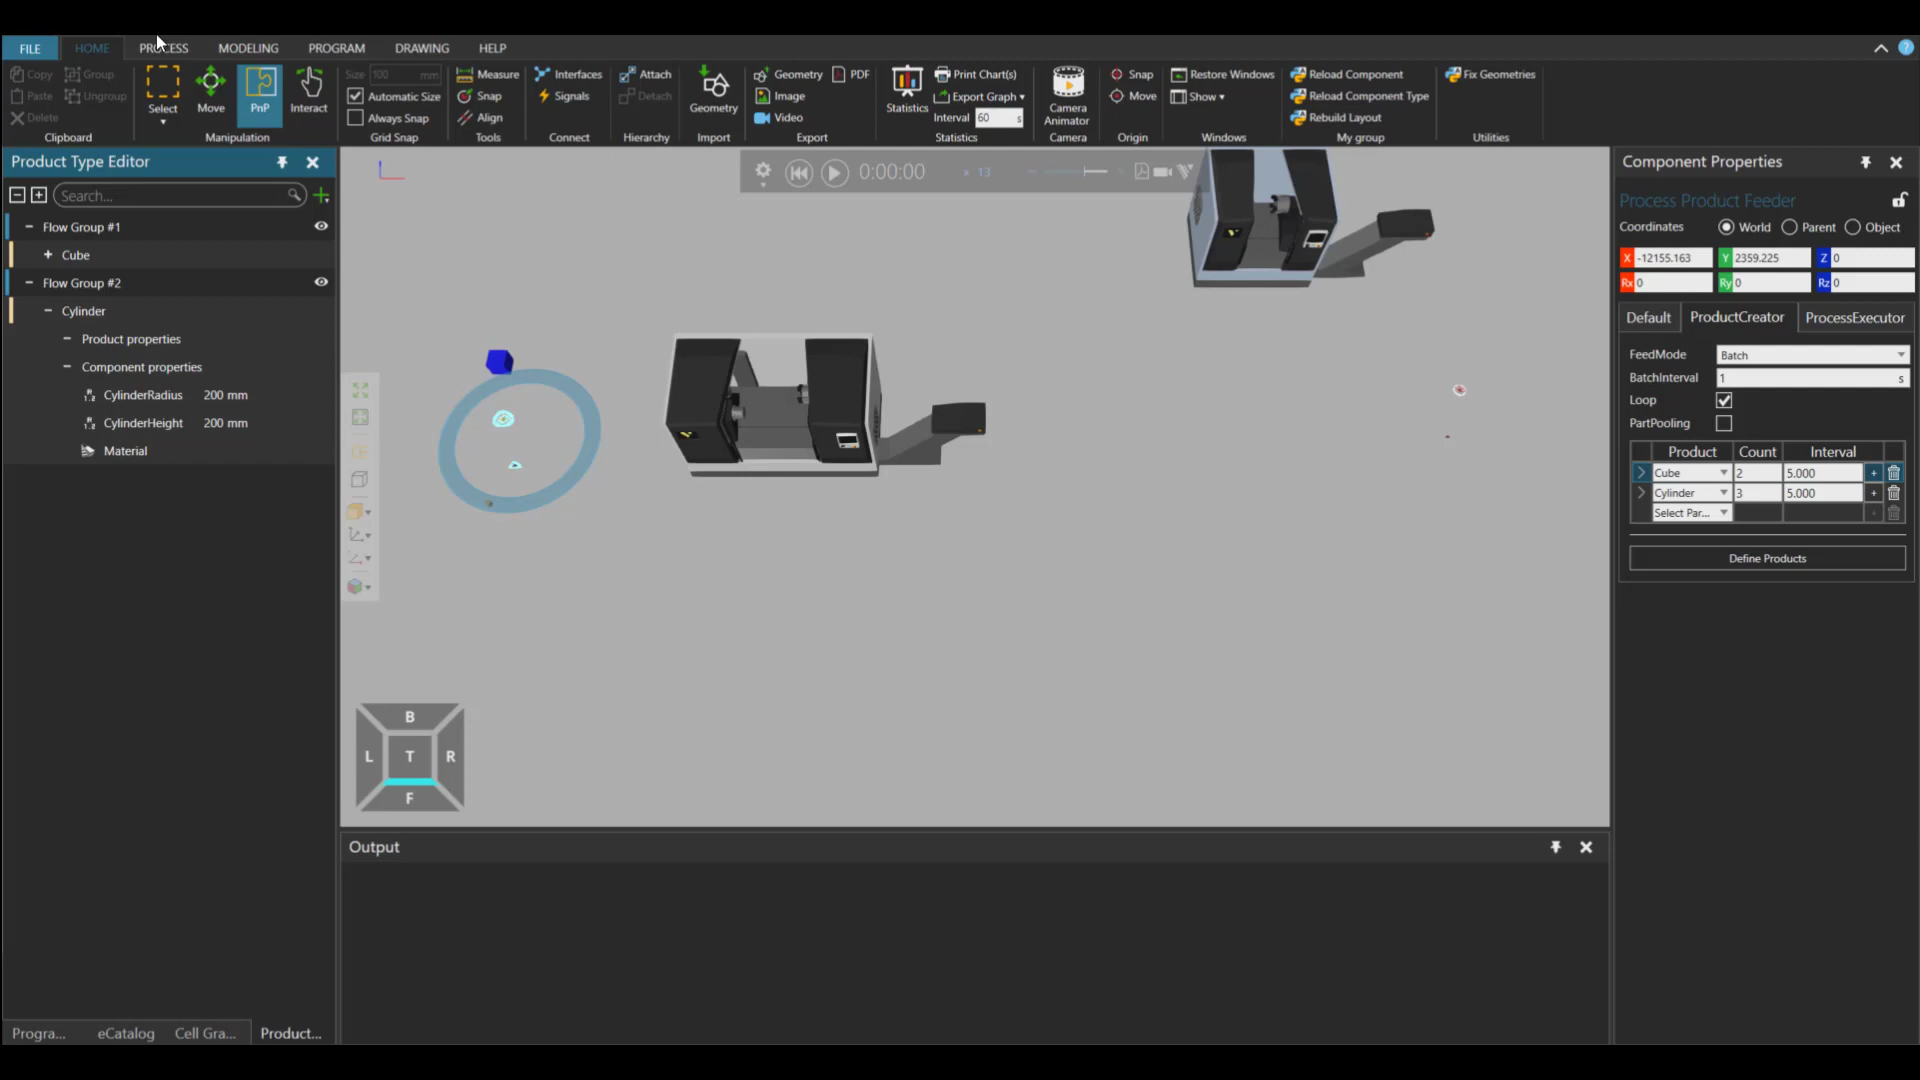 FILE HOME PROCESS MODELING PROGRAM DRAWING HELP
Copy Group
Paste Ungroup
Delete
Clipboard
Select Move PnP Interact
Manipulation
Size 100 mm
Automatic Size
Always Snap
Grid Snap
Measure
Snap
Align
Tools
Interfaces
Signals
Connect
Attach
Detach
Hierarchy
Geometry
Import
Geometry PDF
Image
Video
Export
Statistics
Print Chart(s)
Export Graph
Interval 60 s
Statistics
Camera
Animator
Camera
Snap
Move
Origin
Restore Windows
Show
Windows
Reload Component
Reload Component Type
Rebuild Layout
My group
Fix Geometries
Utilities
Product Type Editor
Search...
Flow Group #1
Cube
Flow Group #2
Cylinder
Product properties
Component properties
CylinderRadius 200 mm
CylinderHeight 200 mm
Material
Progra... eCatalog Cell Gra... Product...
0:00:00 x 13
B
L T R
F
Output
Component Properties
Process Product Feeder
Coordinates World Parent Object
X -12155.163 Y 2359.225 Z 0
Rx 0 Ry 0 Rz 0
Default ProductCreator ProcessExecutor
FeedMode Batch
BatchInterval 1 s
Loop
PartPooling
Product Count Interval
Cube 2 5.000 +
Cylinder 3 5.000 +
Select Par...
Define Products